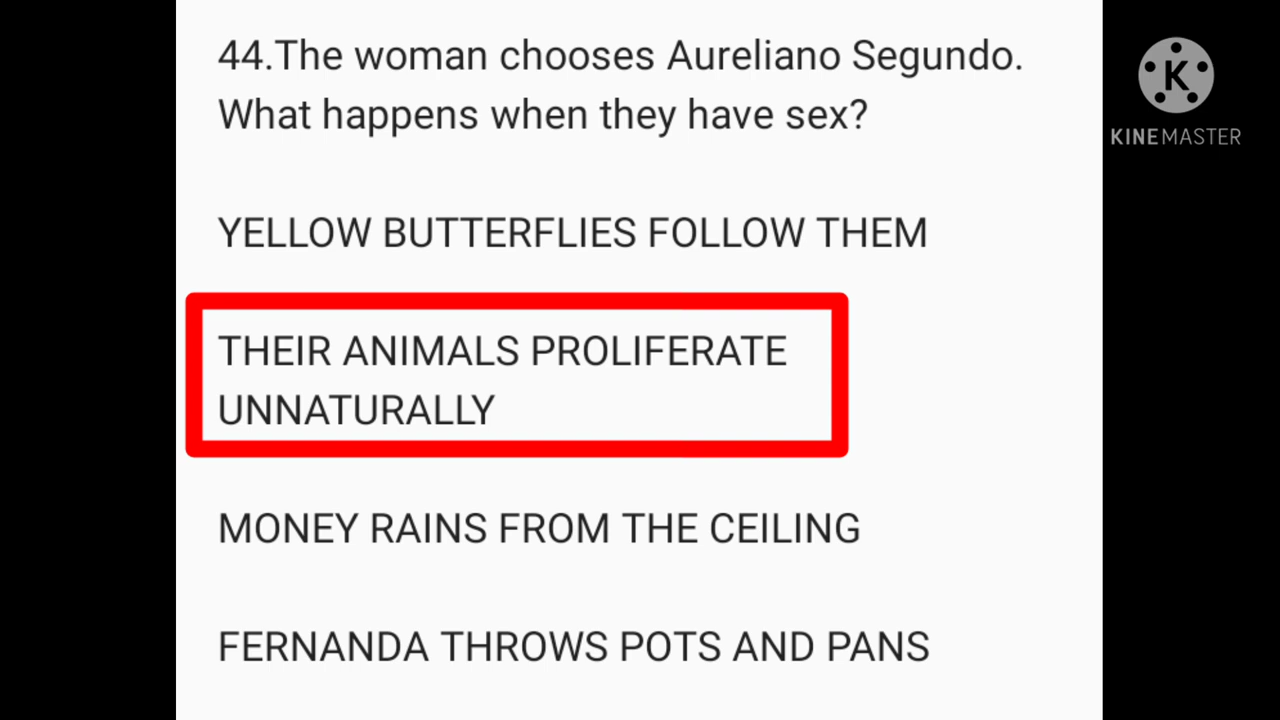 44.The woman chooses Aureliano Segundo.
What happens when they have sex?
YELLOW BUTTERFLIES FOLLOW THEM
THEIR ANIMALS PROLIFERATE
UNNATURALLY
MONEY RAINS FROM THE CEILING
FERNANDA THROWS POTS AND PANS
K
KINEMASTER